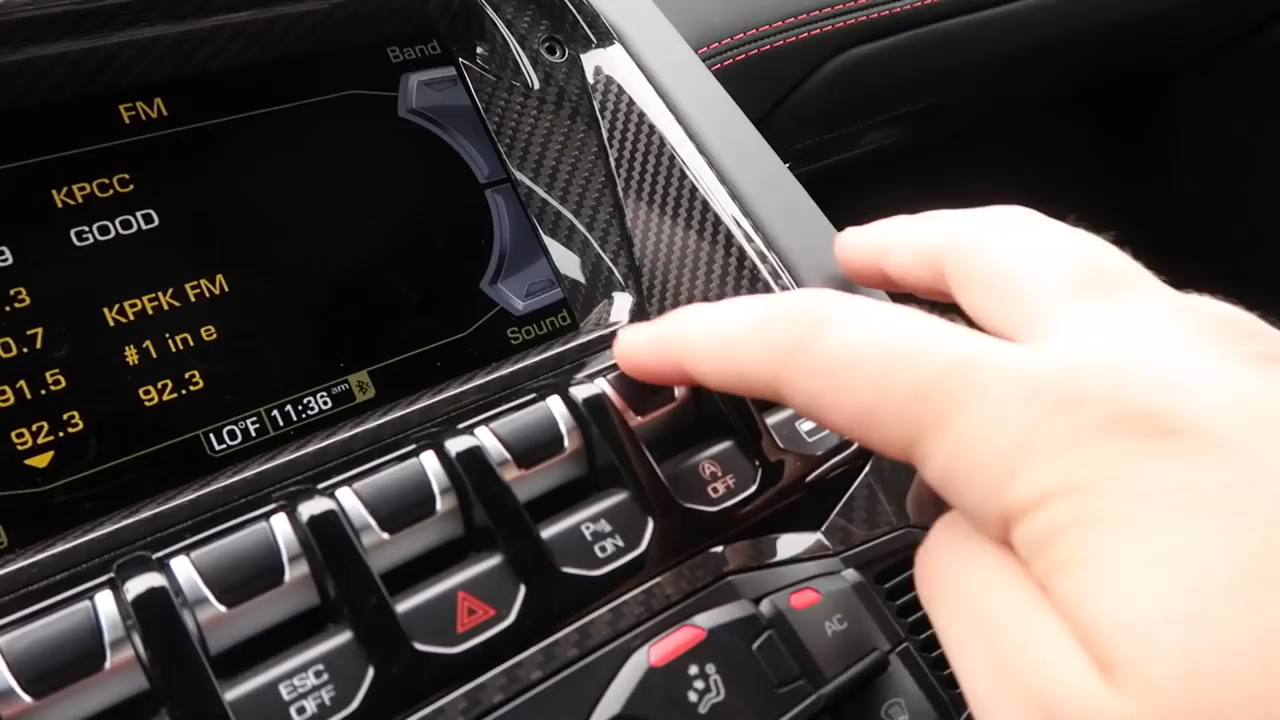 Band
FM
KPCC
GOOD
.3
KPFK FM
0.7
#1 in e
91.5
92.3
92.3
Sound
LO°F 11:36 am
A
OFF
P
ON
ESC
OFF
AC